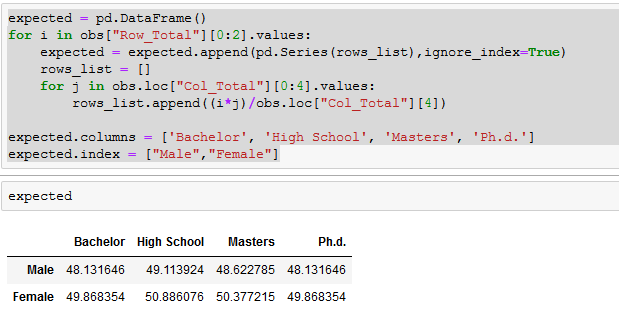 expected = pd.DataFrame()
for i in obs["Row_Total"][0:2].values:
    expected = expected.append(pd.Series(rows_list),ignore_index=True)
    rows_list = []
    for j in obs.loc["Col_Total"][0:4].values:
        rows_list.append((i*j)/obs.loc["Col_Total"][4])

expected.columns = ['Bachelor', 'High School', 'Masters', 'Ph.d.']
expected.index = ["Male","Female"]
expected
Bachelor High School Masters Ph.d.
Male 48.131646 49.113924 48.622785 48.131646
Female 49.868354 50.886076 50.377215 49.868354